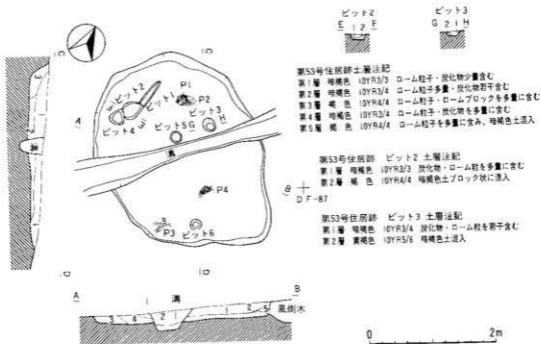 ピット2
E 1 2 F
ピット3
G 2 1 H
第53号住居跡土層注記
第1層 暗褐色 10YR3/3 ローム粒子・炭化物少量含む
第2層 暗褐色 10YR3/4 ローム粒子多量・炭化物若干含む
第3層 褐色 10YR4/4 ローム粒子・ロームブロックを多量に含む
第4層 暗褐色 10YR3/4 ローム粒子・炭化物を多量に含む
第5層 褐色 10YR4/4 ローム粒子を多量に含み、暗褐色土混入
第53号住居跡 ピット2 土層注記
第1層 暗褐色 10YR3/3 炭化物・ローム粒を多量に含む
第2層 褐色 10YR4/4 暗褐色土ブロック状に混入
DF-87
第53号住居跡 ピット3 土層注記
第1層 暗褐色 10YR3/4 炭化物・ローム粒を若干含む
第2層 黄褐色 10YR5/6 暗褐色土混入
ピット2
ピット1
P1
P2
ピット3
ピット4
ピット5
G
H
A
B
溝
P4
P3
ピット6
A
溝
B
3 4 2 1
1 2 5
風倒木
0 2m